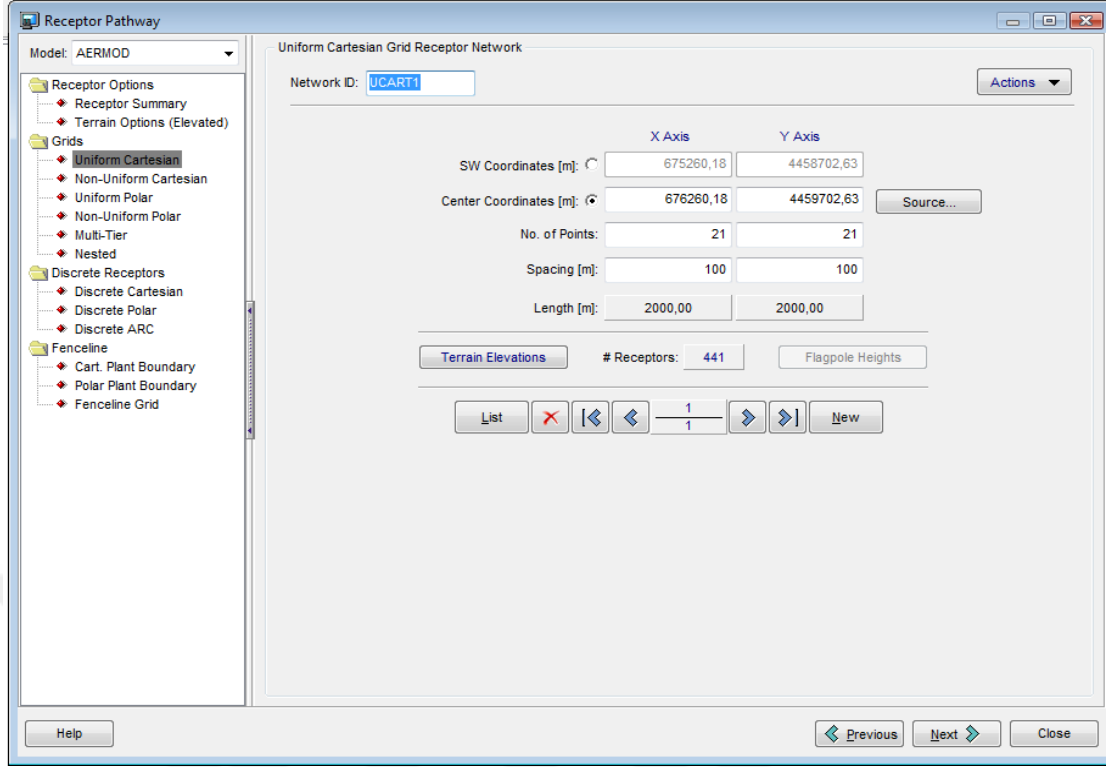 Receptor Pathway
Model: AERMOD
Receptor Options
Receptor Summary
Terrain Options (Elevated)
Grids
Uniform Cartesian
Non-Uniform Cartesian
Uniform Polar
Non-Uniform Polar
Multi-Tier
Nested
Discrete Receptors
Discrete Cartesian
Discrete Polar
Discrete ARC
Fenceline
Cart. Plant Boundary
Polar Plant Boundary
Fenceline Grid
Uniform Cartesian Grid Receptor Network
Network ID: UCART1
Actions
X Axis Y Axis
SW Coordinates [m]: 675260,18 4458702,63
Center Coordinates [m]: 676260,18 4459702,63 Source...
No. of Points: 21 21
Spacing [m]: 100 100
Length [m]: 2000,00 2000,00
Terrain Elevations # Receptors: 441 Flagpole Heights
List 1 New
1
Help Previous Next Close